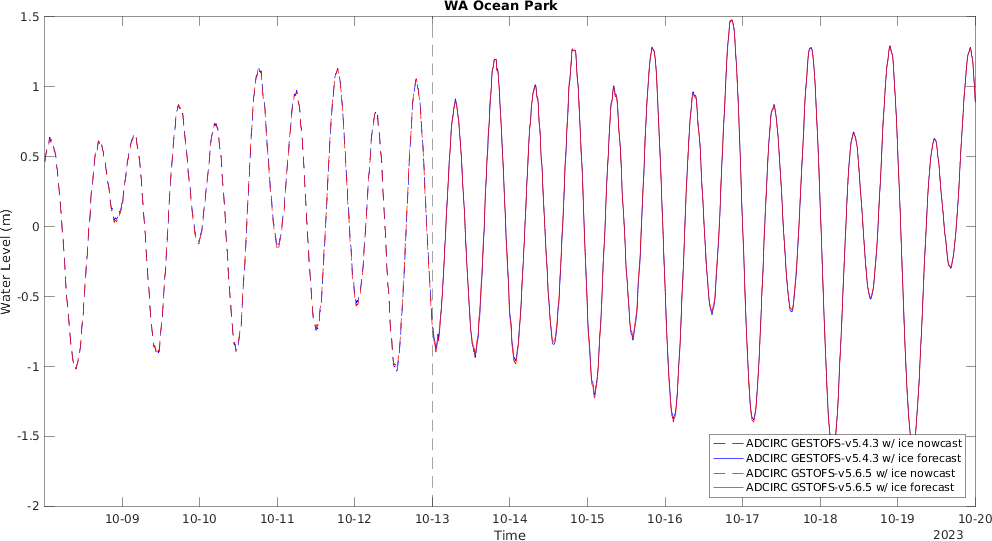 WA Ocean Park
1.5
1
0.5
0
-0.5
-1
-1.5
-2
Water Level (m)
ADCIRC GESTOFS-v5.4.3 w/ ice nowcast
ADCIRC GESTOFS-v5.4.3 w/ ice forecast
ADCIRC GSTOFS-v5.6.5 w/ ice nowcast
ADCIRC GSTOFS-v5.6.5 w/ ice forecast
10-09 10-10 10-11 10-12 10-13 10-14 10-15 10-16 10-17 10-18 10-19 10-20
Time
2023